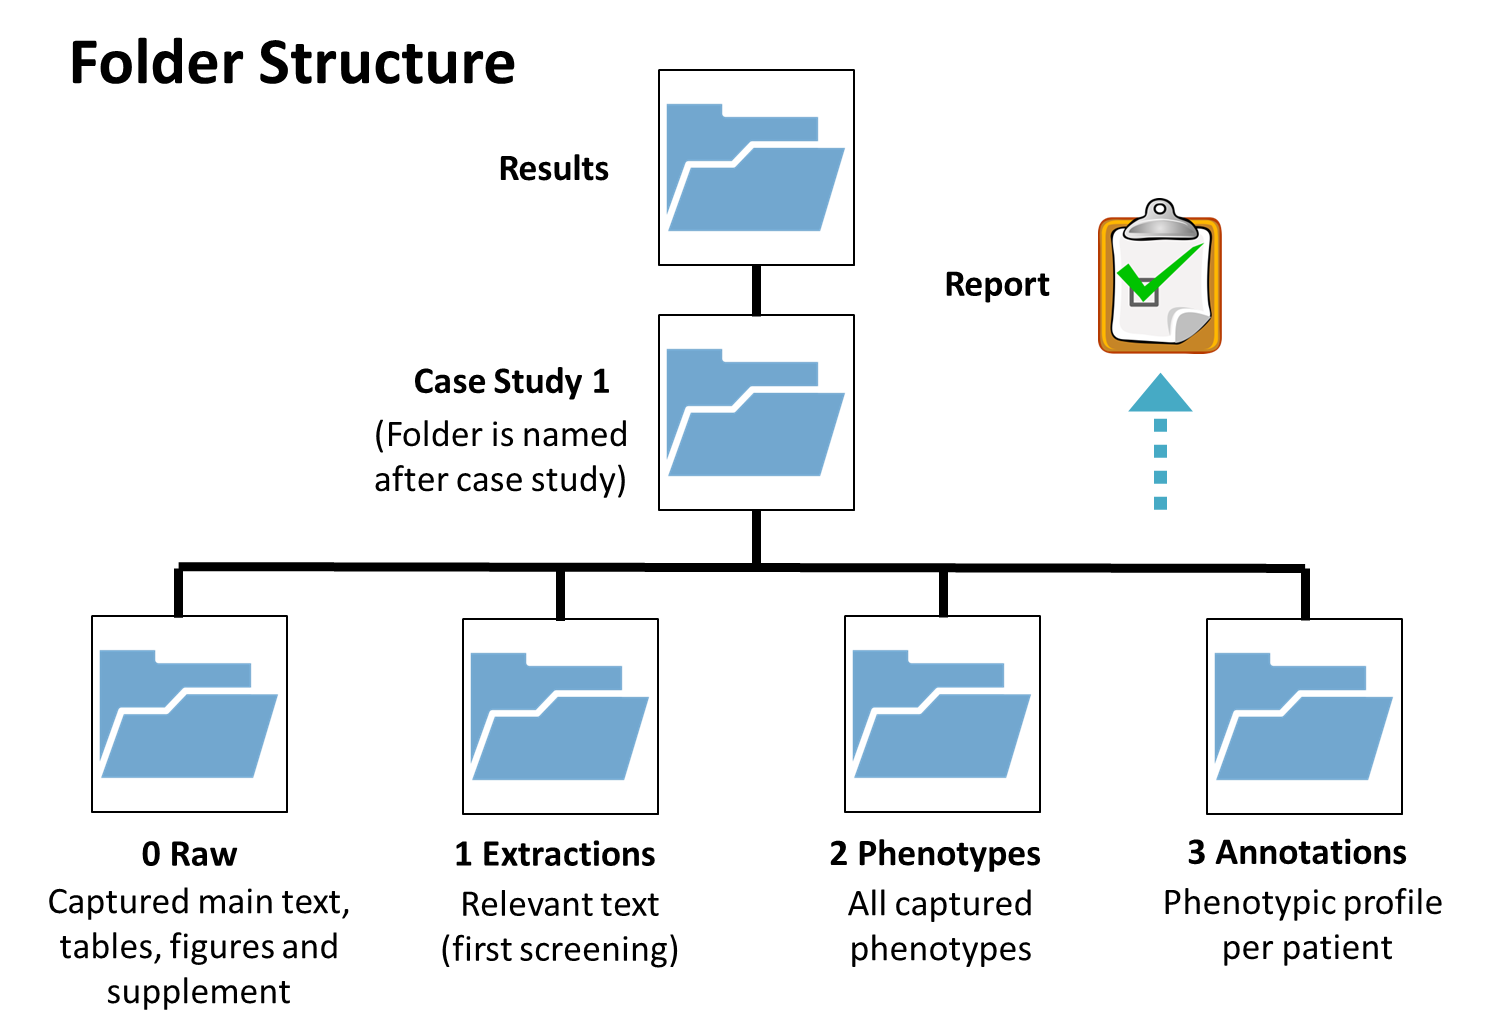 Folder Structure
Results
Report
Case Study 1
(Folder is named
after case study)
0 Raw
Captured main text,
tables, figures and
supplement
1 Extractions
Relevant text
(first screening)
2 Phenotypes
All captured
phenotypes
3 Annotations
Phenotypic profile
per patient